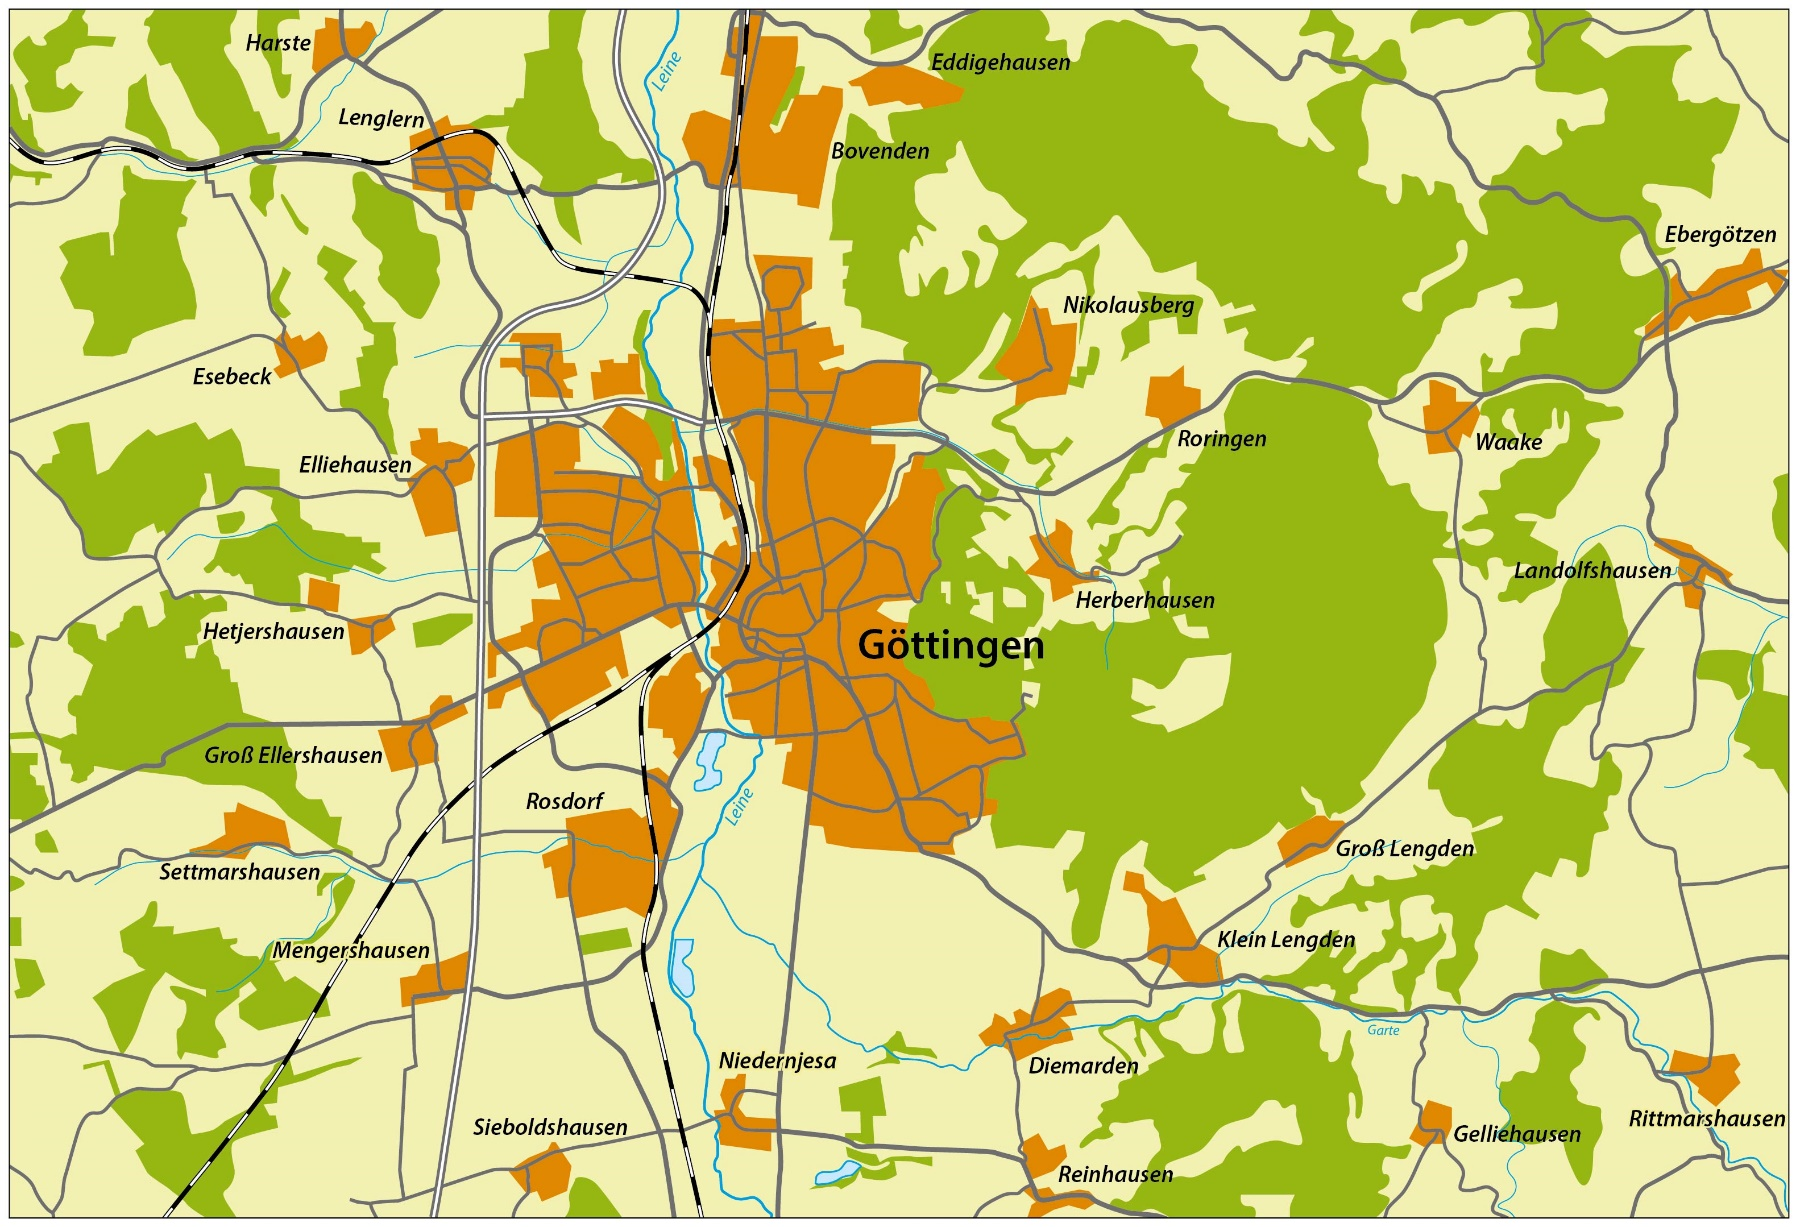 Harste
Eddigehausen
Leine
Lenglern
Bovenden
Ebergötzen
Nikolausberg
Esebeck
Roringen
Waake
Elliehausen
Landolfshausen
Herberhausen
Hetjershausen
Göttingen
Groß Ellershausen
Rosdorf
Leine
Groß Lengden
Settmarshausen
Klein Lengden
Mengershausen
Garte
Niedernjesa
Diemarden
Rittmarshausen
Sieboldshausen
Gelliehausen
Reinhausen